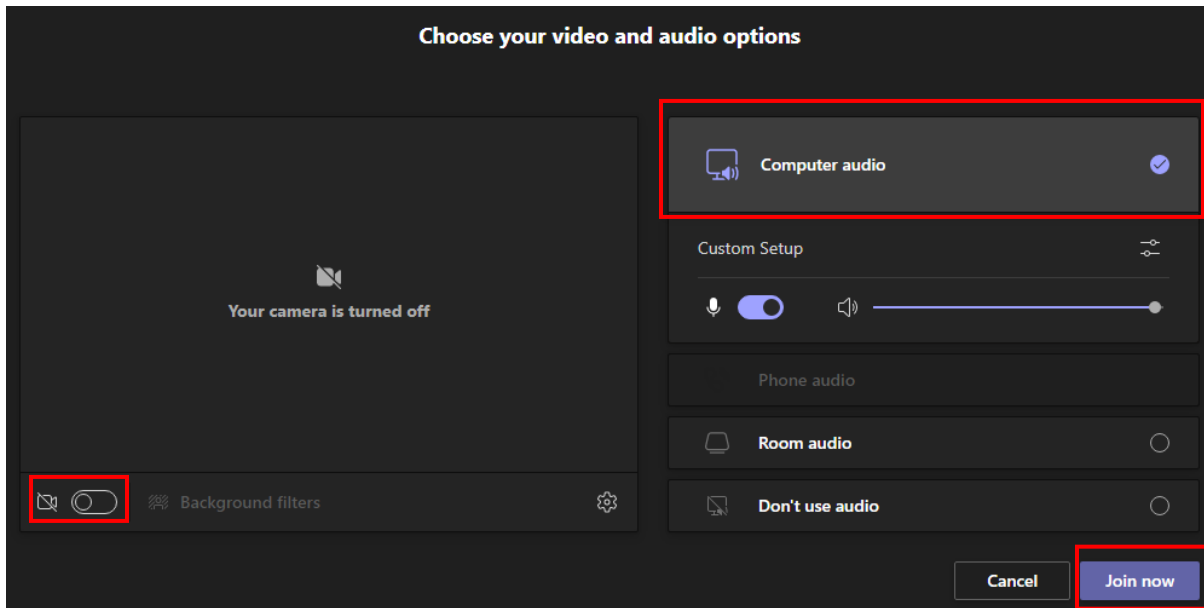 Choose your video and audio options
Your camera is turned off
Background filters
Computer audio
Custom Setup
Phone audio
Room audio
Don't use audio
Cancel
Join now